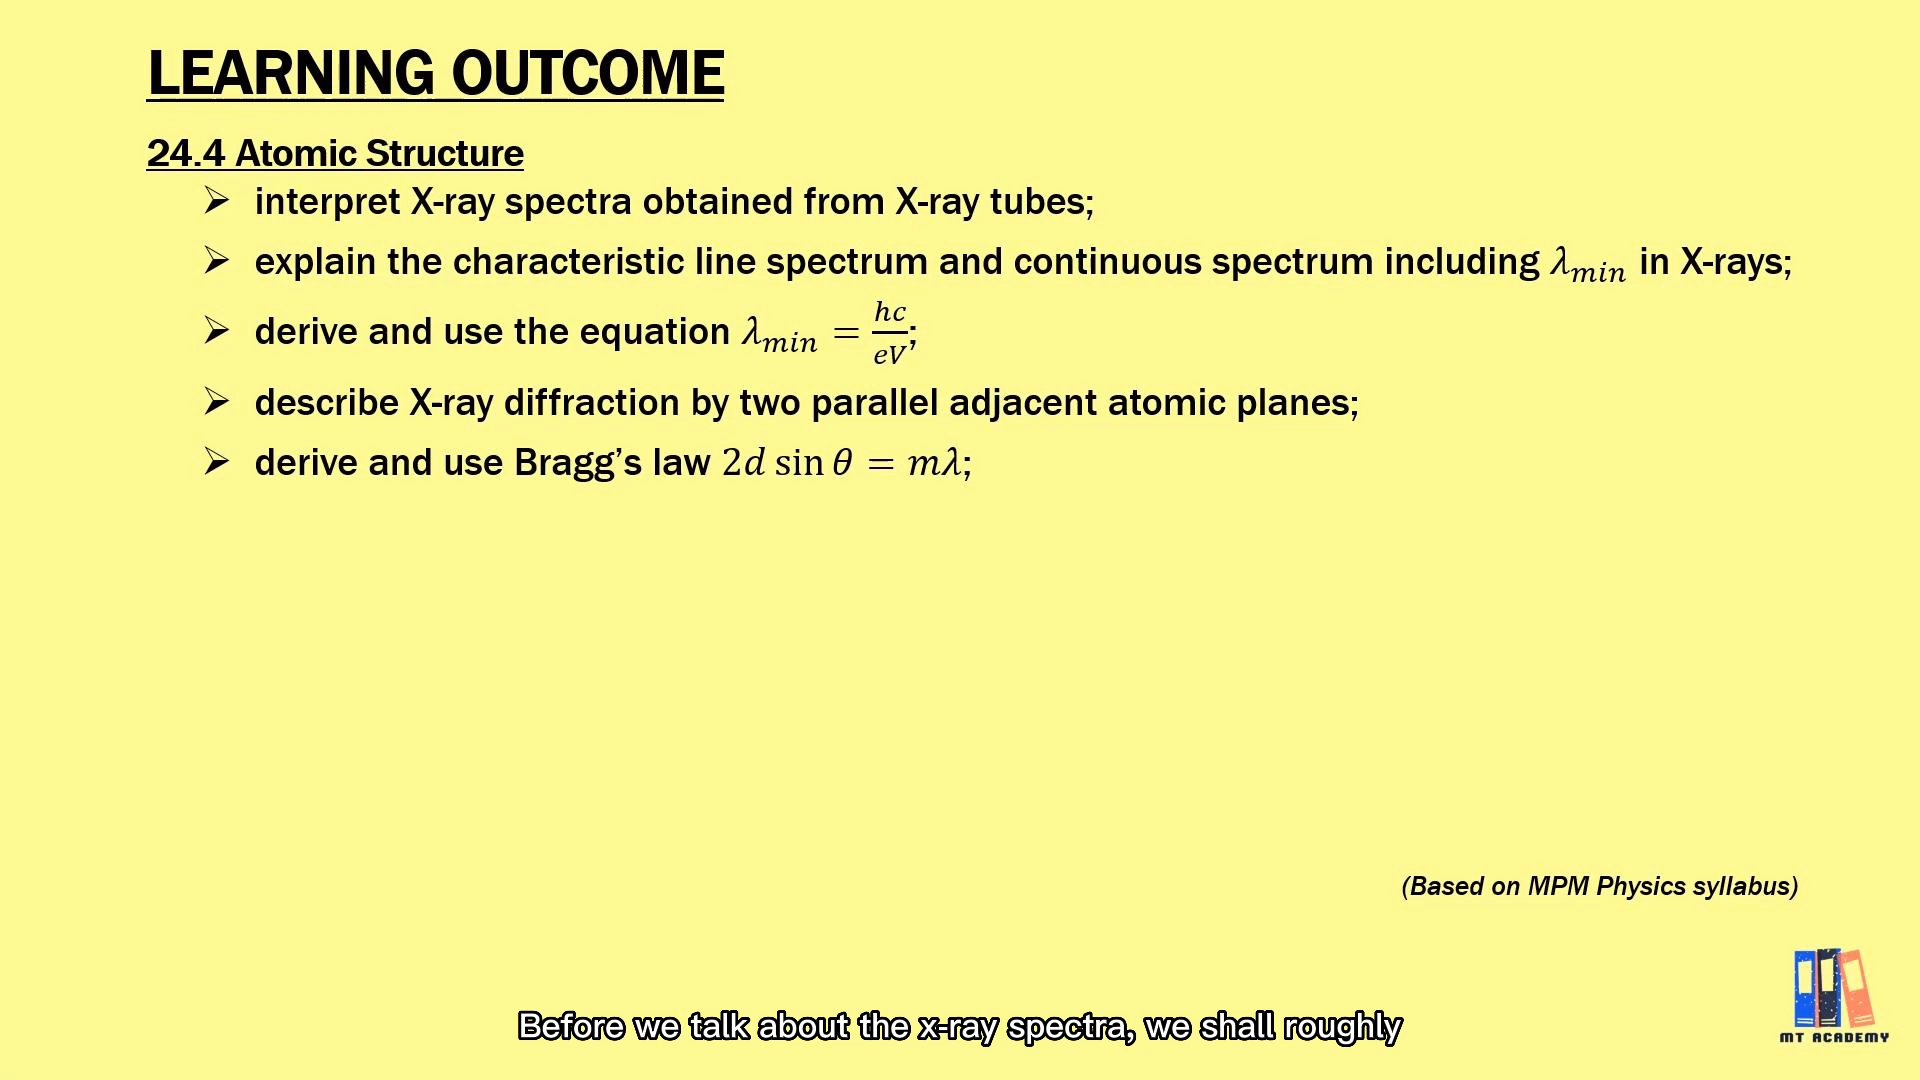 LEARNING OUTCOME
24.4 Atomic Structure
➢ interpret X-ray spectra obtained from X-ray tubes;
➢ explain the characteristic line spectrum and continuous spectrum including λ_min in X-rays;
➢ derive and use the equation λ_min = hc/eV;
➢ describe X-ray diffraction by two parallel adjacent atomic planes;
➢ derive and use Bragg’s law 2d sin θ = mλ;
(Based on MPM Physics syllabus)
MT ACADEMY
Before we talk about the x-ray spectra, we shall roughly